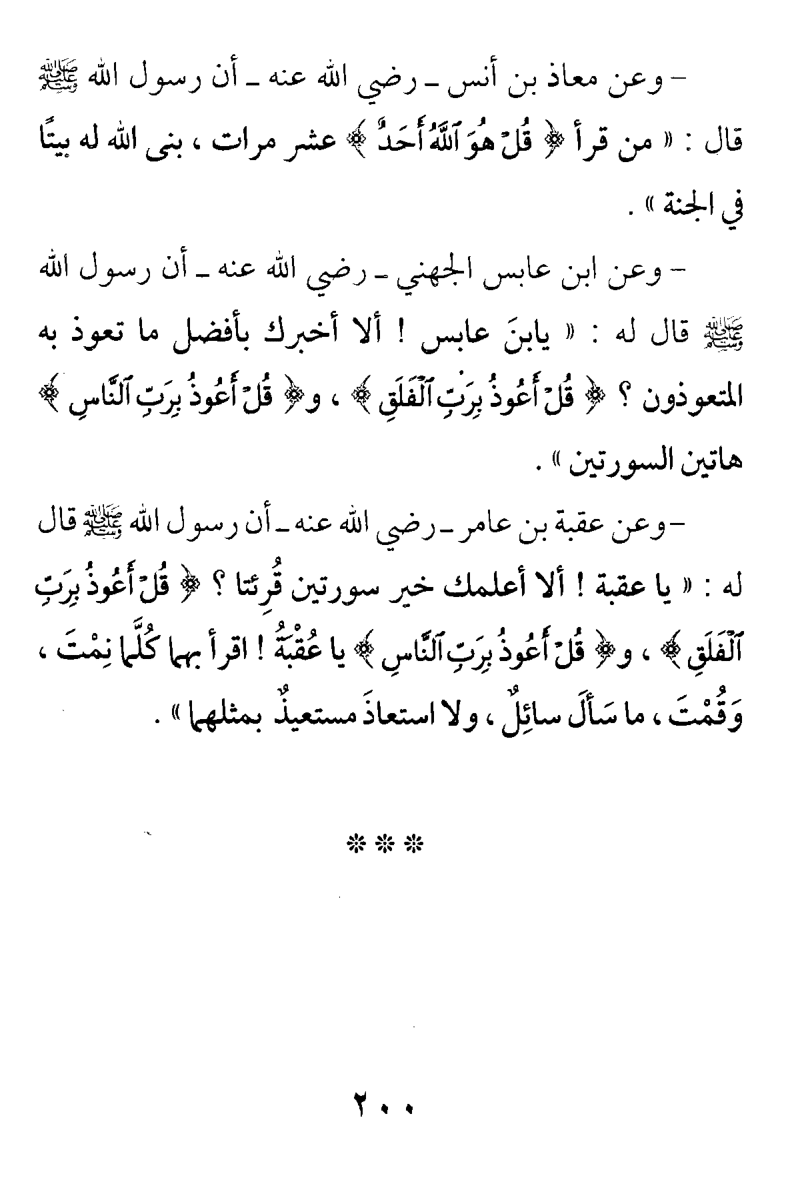 – وعن معاذ بن أنس ـ رضي الله عنه ـ أن رسول الله ﷺ
قال : « من قرأ ﴿ قُلْ هُوَ ٱللَّهُ أَحَدٌ ﴾ عشر مرات ، بنى الله له بيتًا
في الجنة » .
– وعن ابن عابس الجهني ـ رضي الله عنه ـ أن رسول الله
ﷺ قال له : « يابنَ عابس ! ألا أخبرك بأفضل ما تعوذ به
المتعوذون ؟ ﴿ قُلْ أَعُوذُ بِرَبِّ ٱلْفَلَقِ ﴾ ، و﴿ قُلْ أَعُوذُ بِرَبِّ ٱلنَّاسِ ﴾
هاتين السورتين » .
– وعن عقبة بن عامر ـ رضي الله عنه ـ أن رسول الله ﷺ قال
له : « يا عقبة ! ألا أعلمك خير سورتين قُرِئتا ؟ ﴿ قُلْ أَعُوذُ بِرَبِّ
ٱلْفَلَقِ ﴾ ، و﴿ قُلْ أَعُوذُ بِرَبِّ ٱلنَّاسِ ﴾ يا عُقْبَةُ ! اقرأ بهما كُلَّما نِمْتَ ،
وَقُمْتَ ، ما سَأَلَ سائِلٌ ، ولا استعاذَ مستعيذٌ بمثلهما » .
٢٠٠